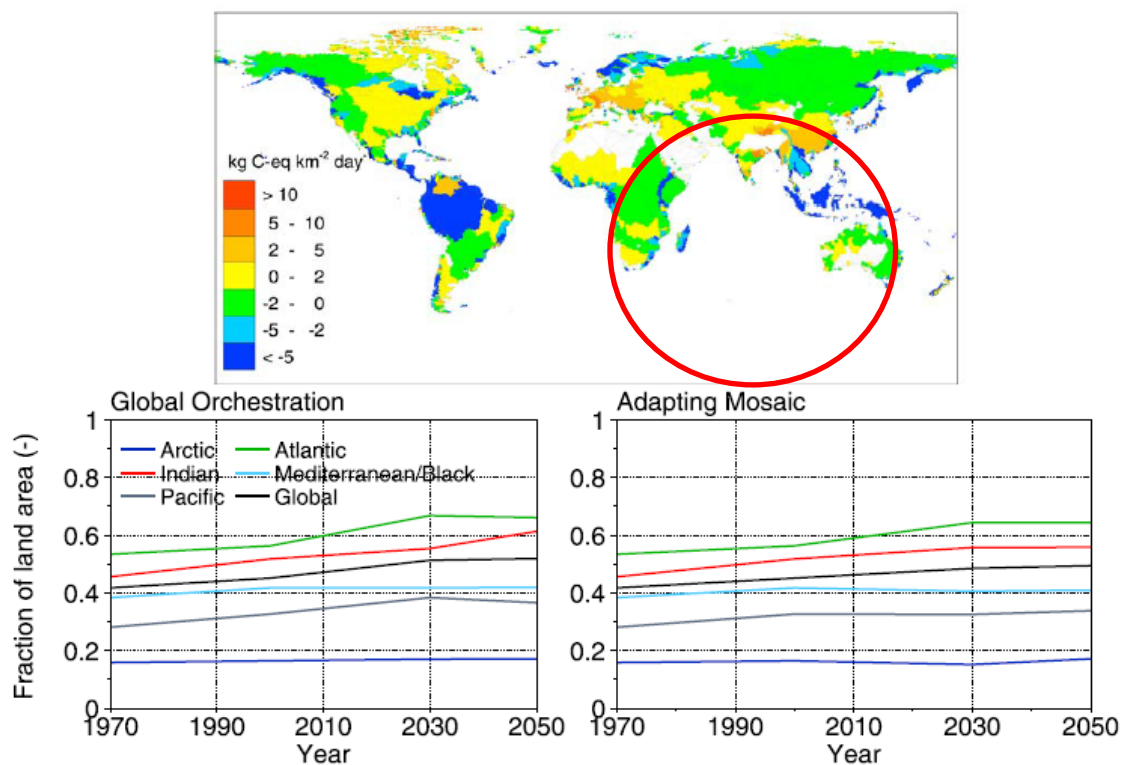 kg C-eq km-2 day
> 10
5 - 10
2 - 5
0 - 2
-2 - 0
-5 - -2
< -5
Global Orchestration
Fraction of land area (-)
1
0.8
0.6
0.4
0.2
0
Arctic
Atlantic
Indian
Mediterranean/Black
Pacific
Global
1970 1990 2010 2030 2050
Year
Adapting Mosaic
1
0.8
0.6
0.4
0.2
0
1970 1990 2010 2030 2050
Year